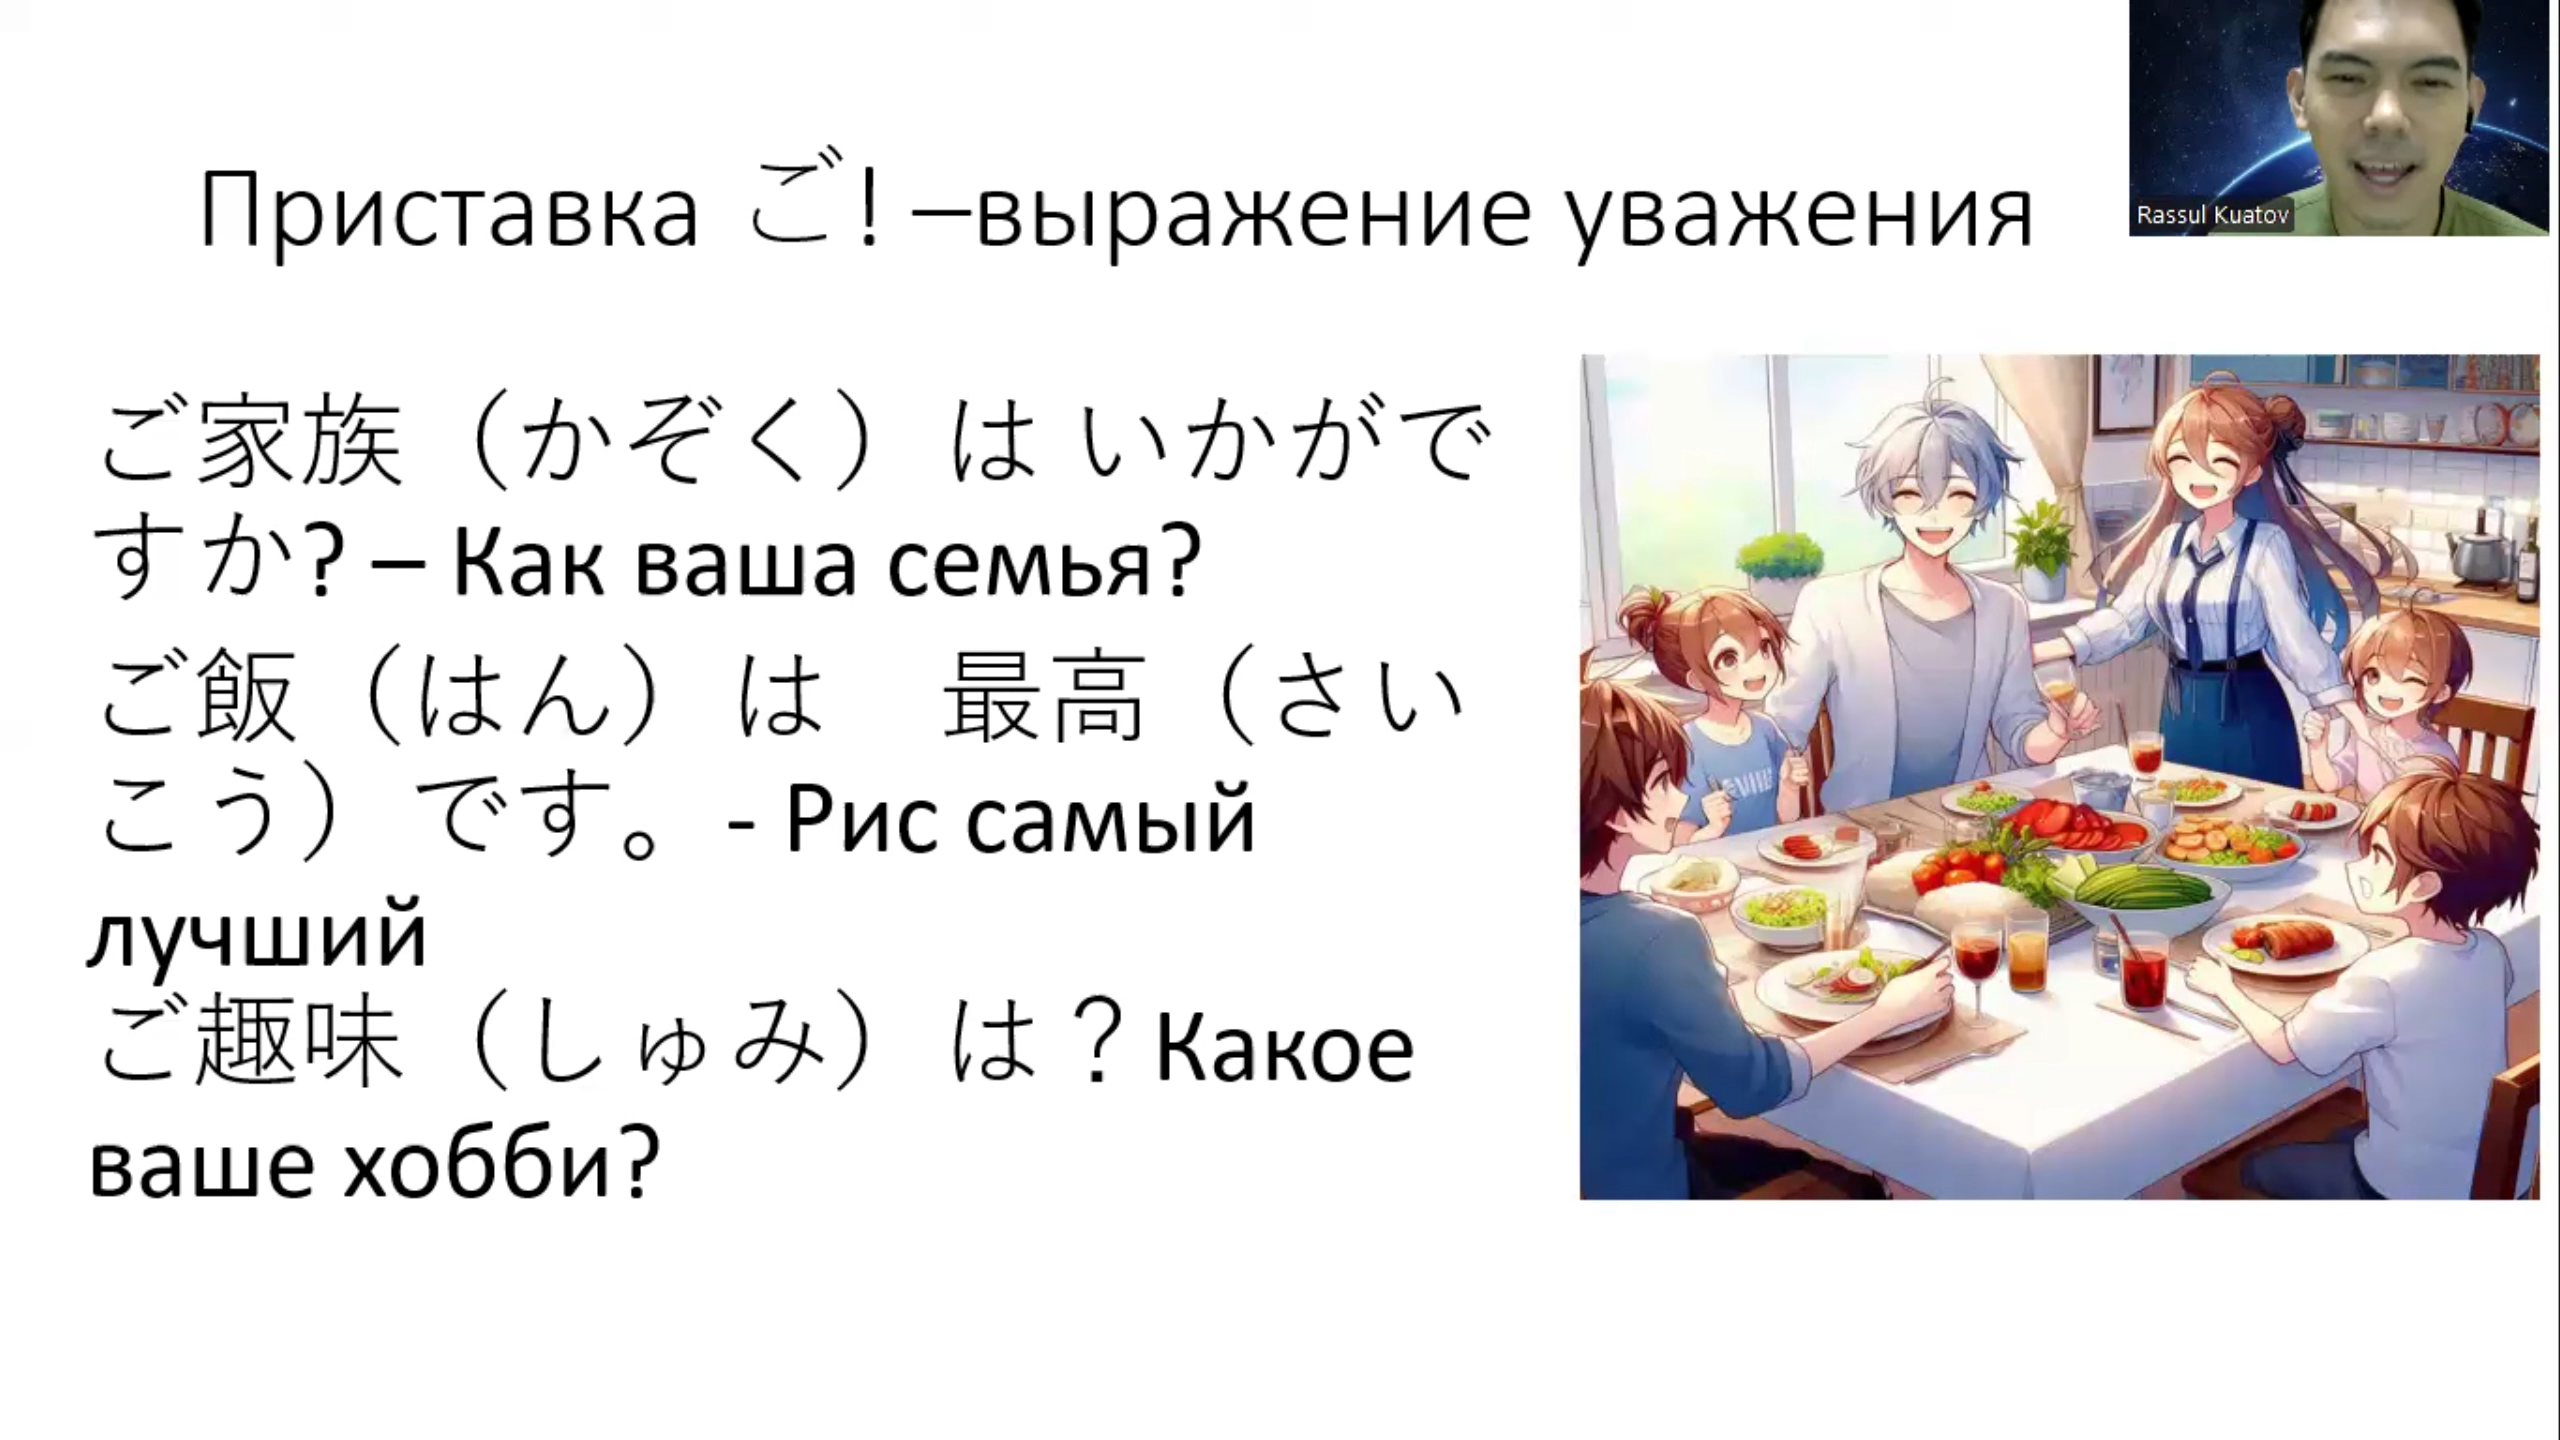 Приставка ご! –выражение уважения
Rassul Kuatov
ご家族（かぞく）は いかがで
すか? – Как ваша семья?
ご飯（はん）は　最高（さい
こう）です。- Рис самый
лучший
ご趣味（しゅみ）は？Какое
ваше хобби?